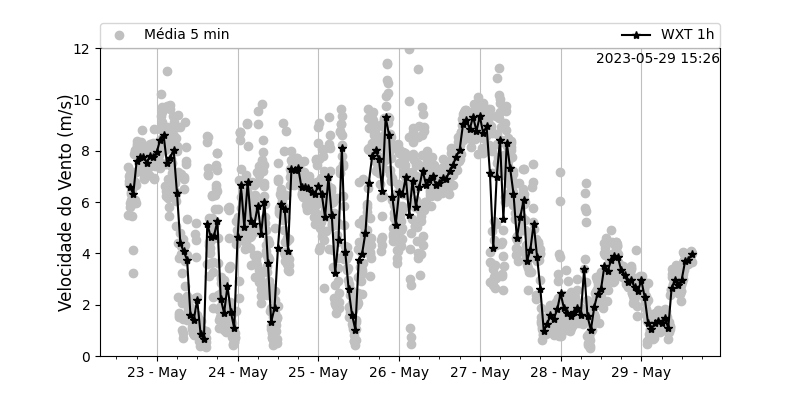 Média 5 min
WXT 1h
2023-05-29 15:26
Velocidade do Vento (m/s)
12
10
8
6
4
2
0
23 - May
24 - May
25 - May
26 - May
27 - May
28 - May
29 - May